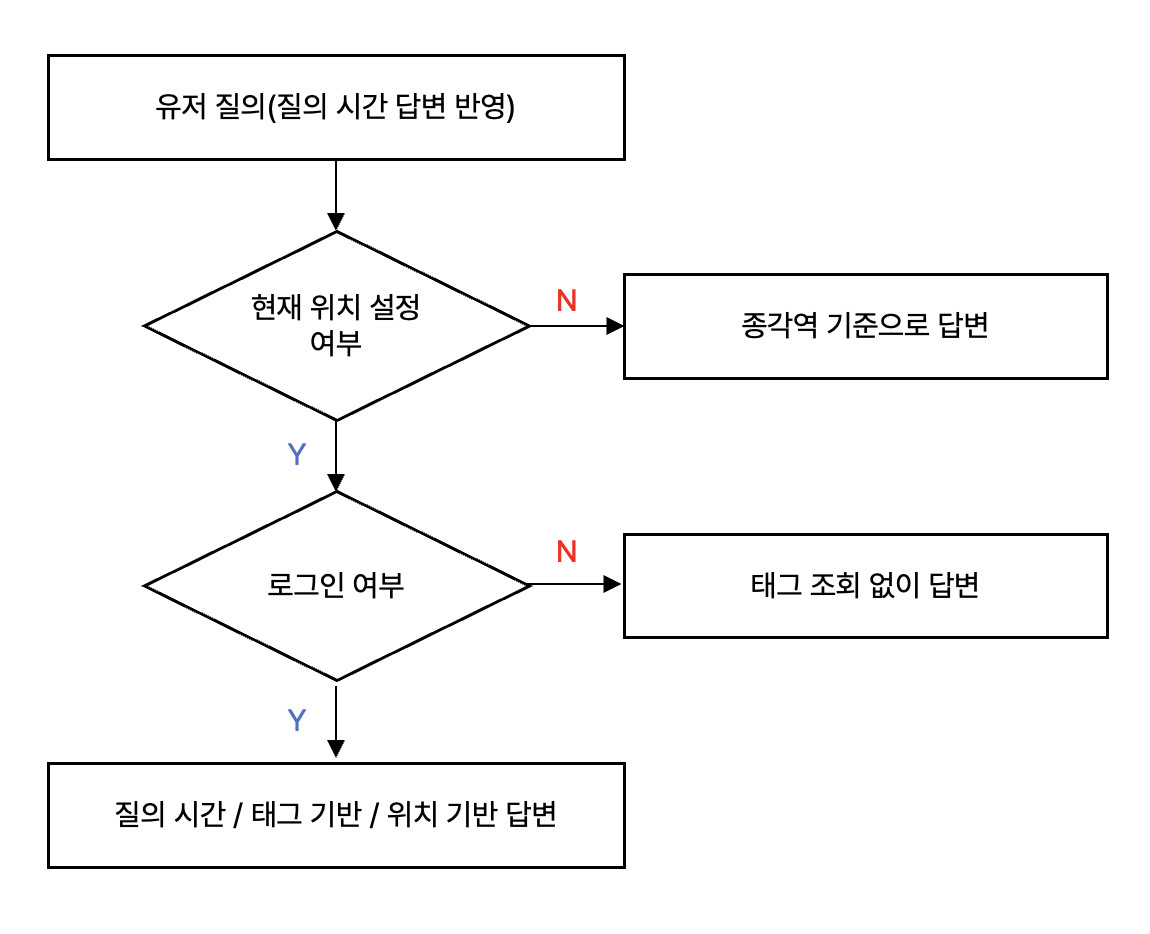 유저 질의(질의 시간 답변 반영)
현재 위치 설정
여부
N
종각역 기준으로 답변
Y
로그인 여부
N
태그 조회 없이 답변
Y
질의 시간 / 태그 기반 / 위치 기반 답변